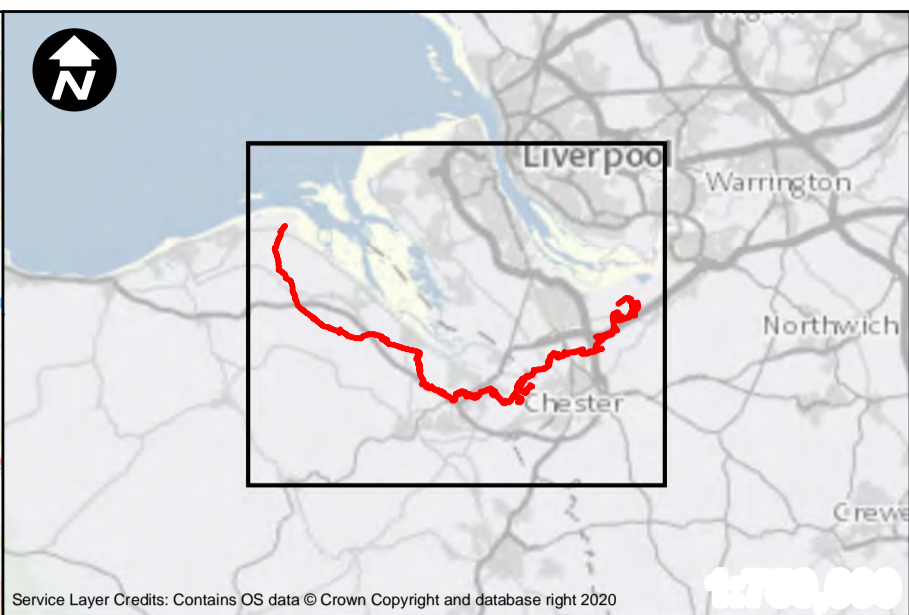 N
Liverpool
Warrington
Northwich
Chester
Crewe
Service Layer Credits: Contains OS data © Crown Copyright and database right 2020